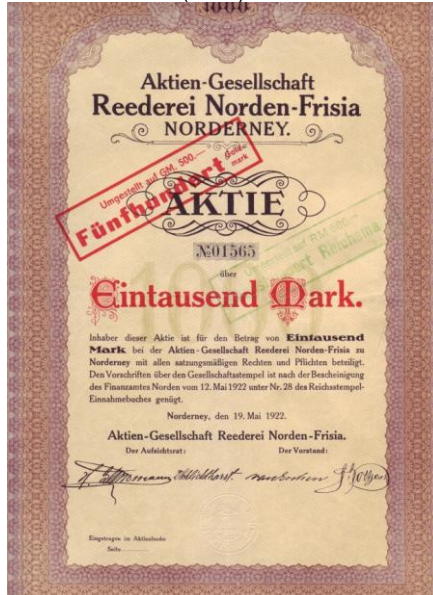 1000
Aktien-Gesellschaft
Reederei Norden-Frisia
NORDERNEY.
Umgestellt auf GM. 500.—
Fünfhundert Gold-
mark
AKTIE
№01565
über
1000
Eintausend Mark.
Inhaber dieser Aktie ist für den Betrag von Eintausend
Mark bei der Aktien-Gesellschaft Reederei Norden-Frisia zu
Norderney mit allen satzungsmäßigen Rechten und Pflichten beteiligt.
Den Vorschriften über den Gesellschaftsstempel ist nach der Bescheinigung
des Finanzamtes Norden vom 12. Mai 1922 unter Nr. 28 des Reichsstempel-
Einnahmebuches genügt.
Norderney, den 19. Mai 1922.
Aktien-Gesellschaft Reederei Norden-Frisia.
Der Aufsichtsrat: Der Vorstand:
Eingetragen im Aktienbuche
Seite